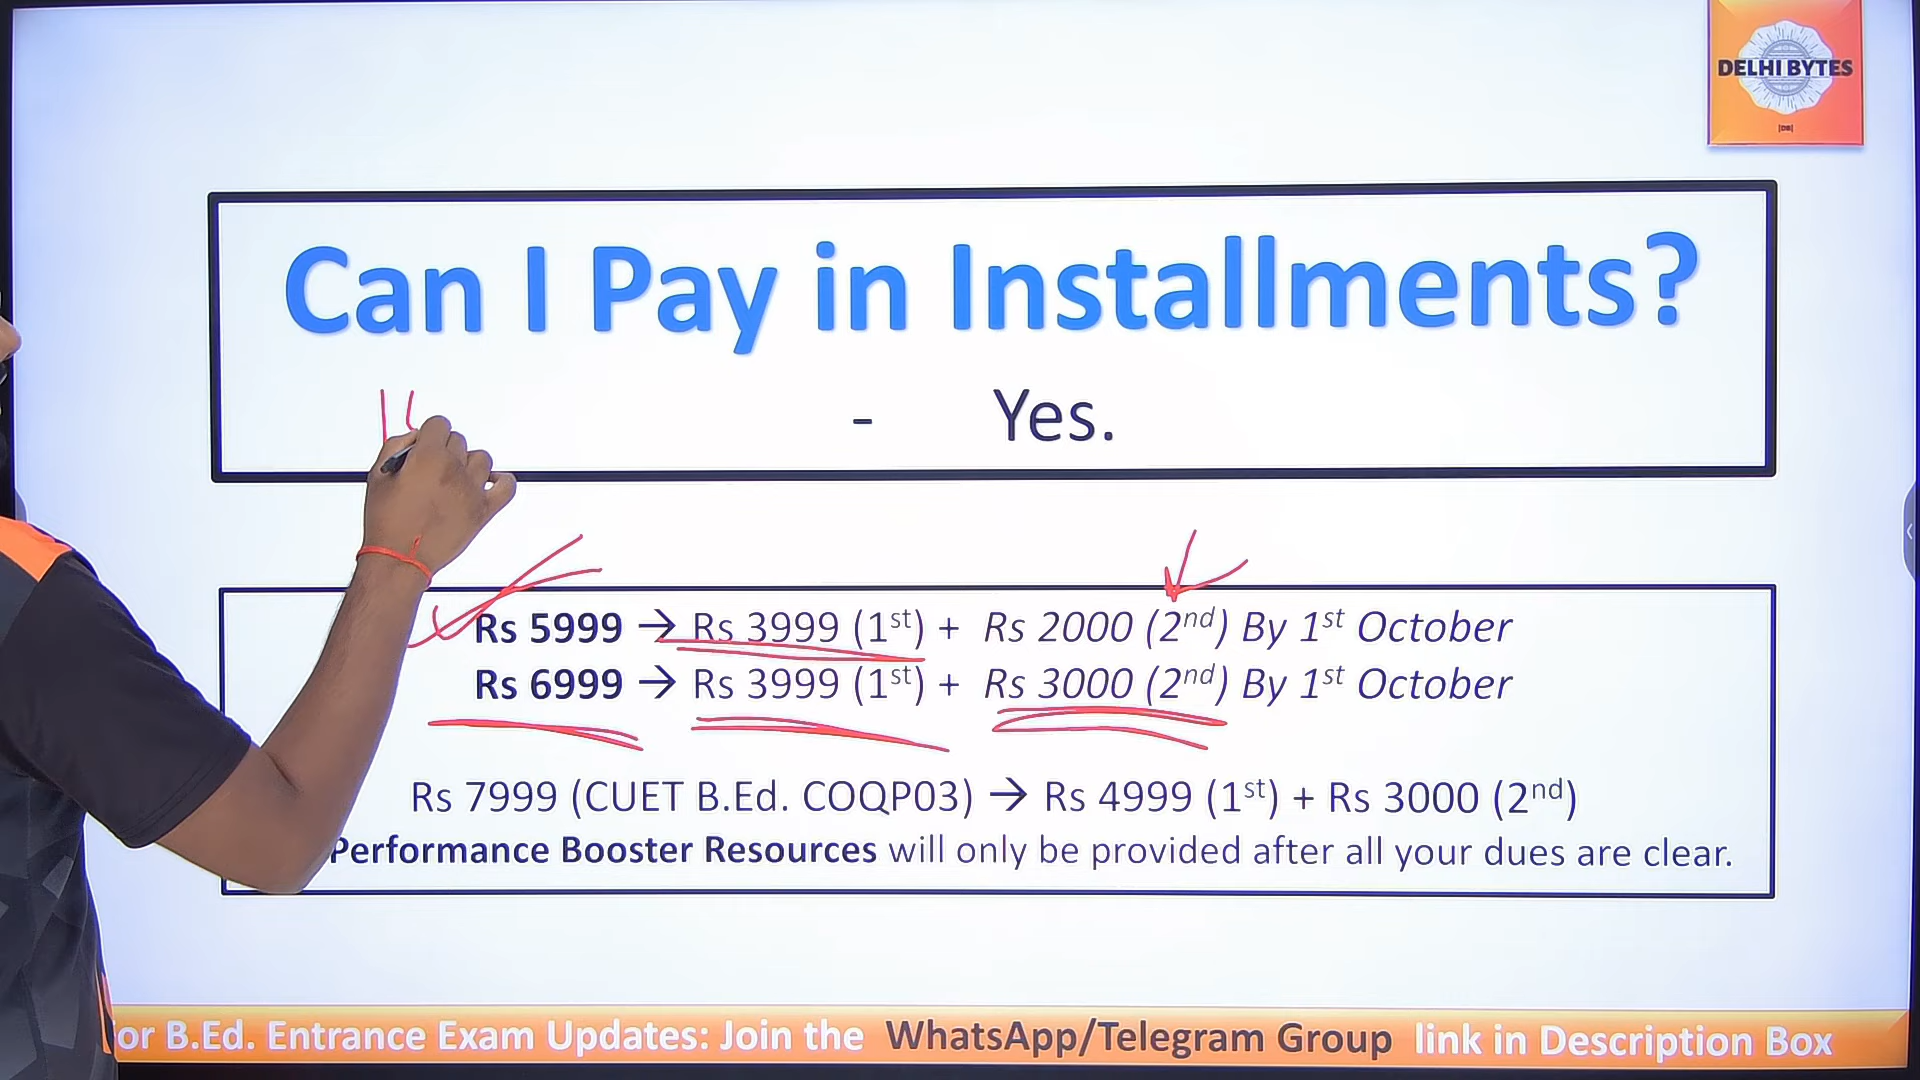 DELHI BYTES
|DB|
Can I Pay in Installments?
- Yes.
Rs 5999 → Rs 3999 (1st) + Rs 2000 (2nd) By 1st October
Rs 6999 → Rs 3999 (1st) + Rs 3000 (2nd) By 1st October
Rs 7999 (CUET B.Ed. COQP03) → Rs 4999 (1st) + Rs 3000 (2nd)
Performance Booster Resources will only be provided after all your dues are clear.
or B.Ed. Entrance Exam Updates: Join the WhatsApp/Telegram Group link in Description Box